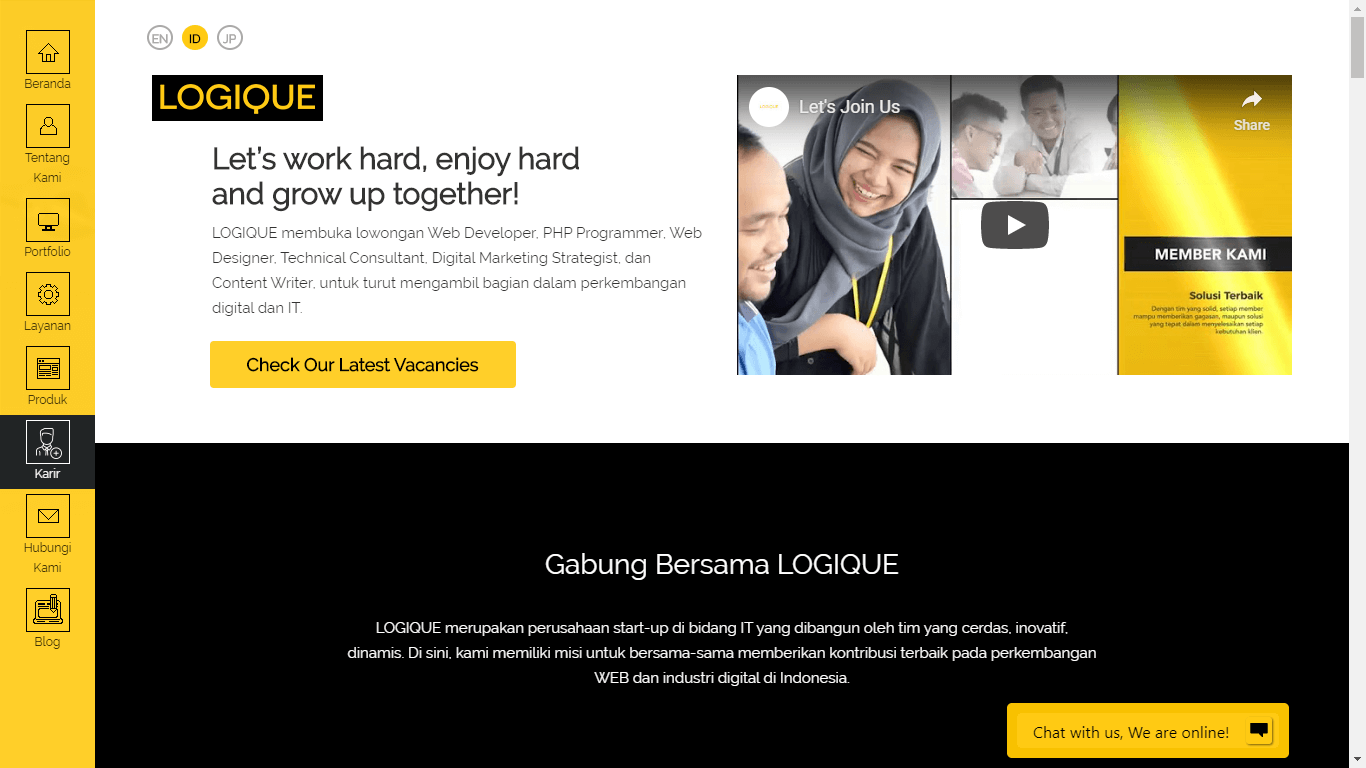 Beranda
Tentang
Kami
Portfolio
Layanan
Produk
Karir
Hubungi
Kami
Blog
EN ID JP
LOGIQUE
Let’s work hard, enjoy hard
and grow up together!
LOGIQUE membuka lowongan Web Developer, PHP Programmer, Web
Designer, Technical Consultant, Digital Marketing Strategist, dan
Content Writer, untuk turut mengambil bagian dalam perkembangan
digital dan IT.
Check Our Latest Vacancies
LOGIQUE
Let's Join Us
Share
MEMBER KAMI
Solusi Terbaik
Dengan tim yang solid, setiap member
mampu memberikan gagasan, maupun solusi
yang tepat dalam menyelesaikan setiap
kebutuhan klien.
Gabung Bersama LOGIQUE
LOGIQUE merupakan perusahaan start-up di bidang IT yang dibangun oleh tim yang cerdas, inovatif,
dinamis. Di sini, kami memiliki misi untuk bersama-sama memberikan kontribusi terbaik pada perkembangan
WEB dan industri digital di Indonesia.
Chat with us, We are online!